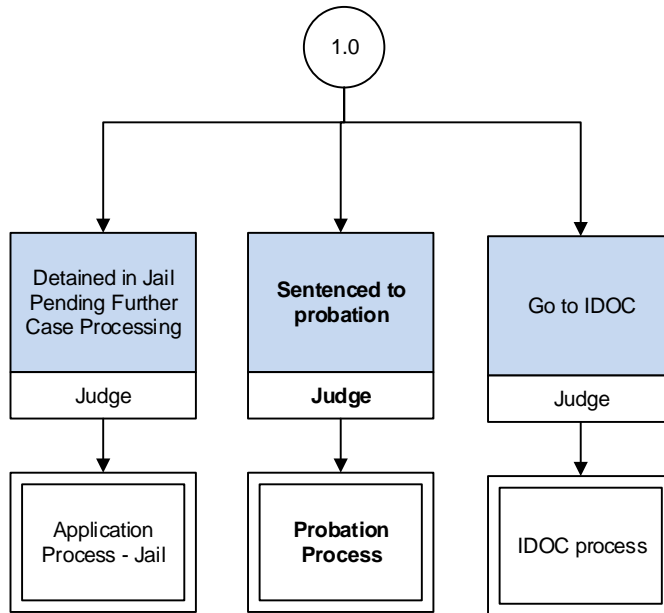 1.0
Detained in Jail
Pending Further
Case Processing
Judge
Sentenced to
probation
Judge
Go to IDOC
Judge
Application
Process - Jail
Probation
Process
IDOC process